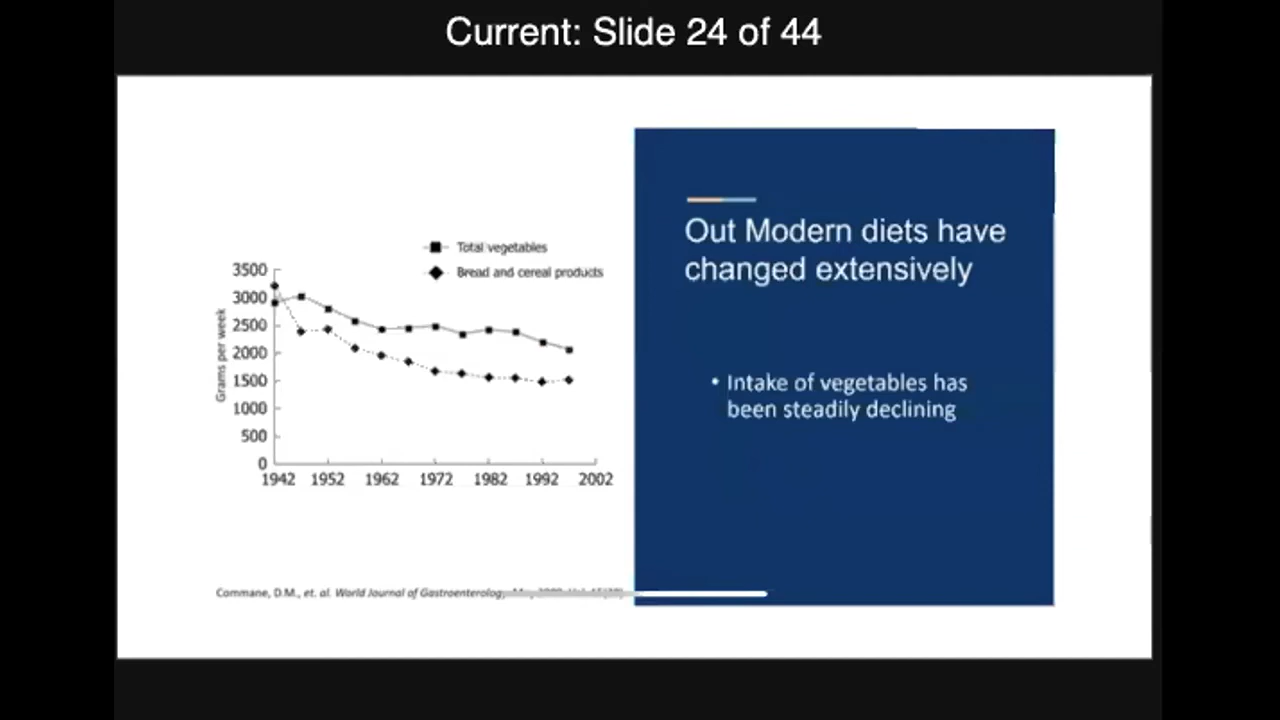 Current: Slide 24 of 44
Total vegetables
Bread and cereal products
3500
3000
2500
2000
1500
1000
500
0
Grams per week
1942 1952 1962 1972 1982 1992 2002
Commane, D.M., et. al. World Journal of Gastroenterology,
Out Modern diets have
changed extensively
• Intake of vegetables has
been steadily declining